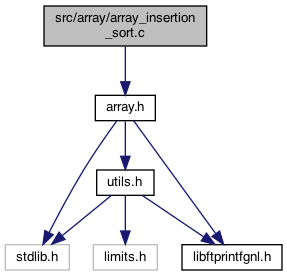 src/array/array_insertion
_sort.c
array.h
utils.h
stdlib.h
limits.h
libftprintfgnl.h